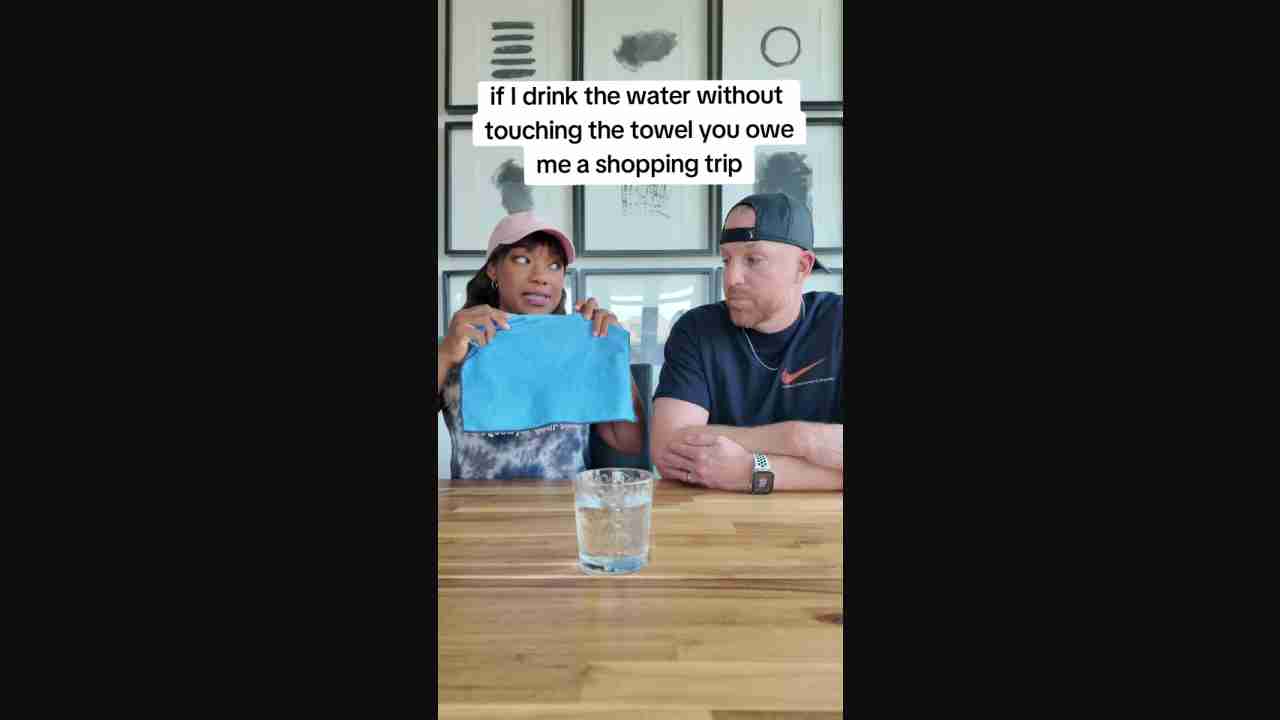 if I drink the water without
touching the towel you owe
me a shopping trip